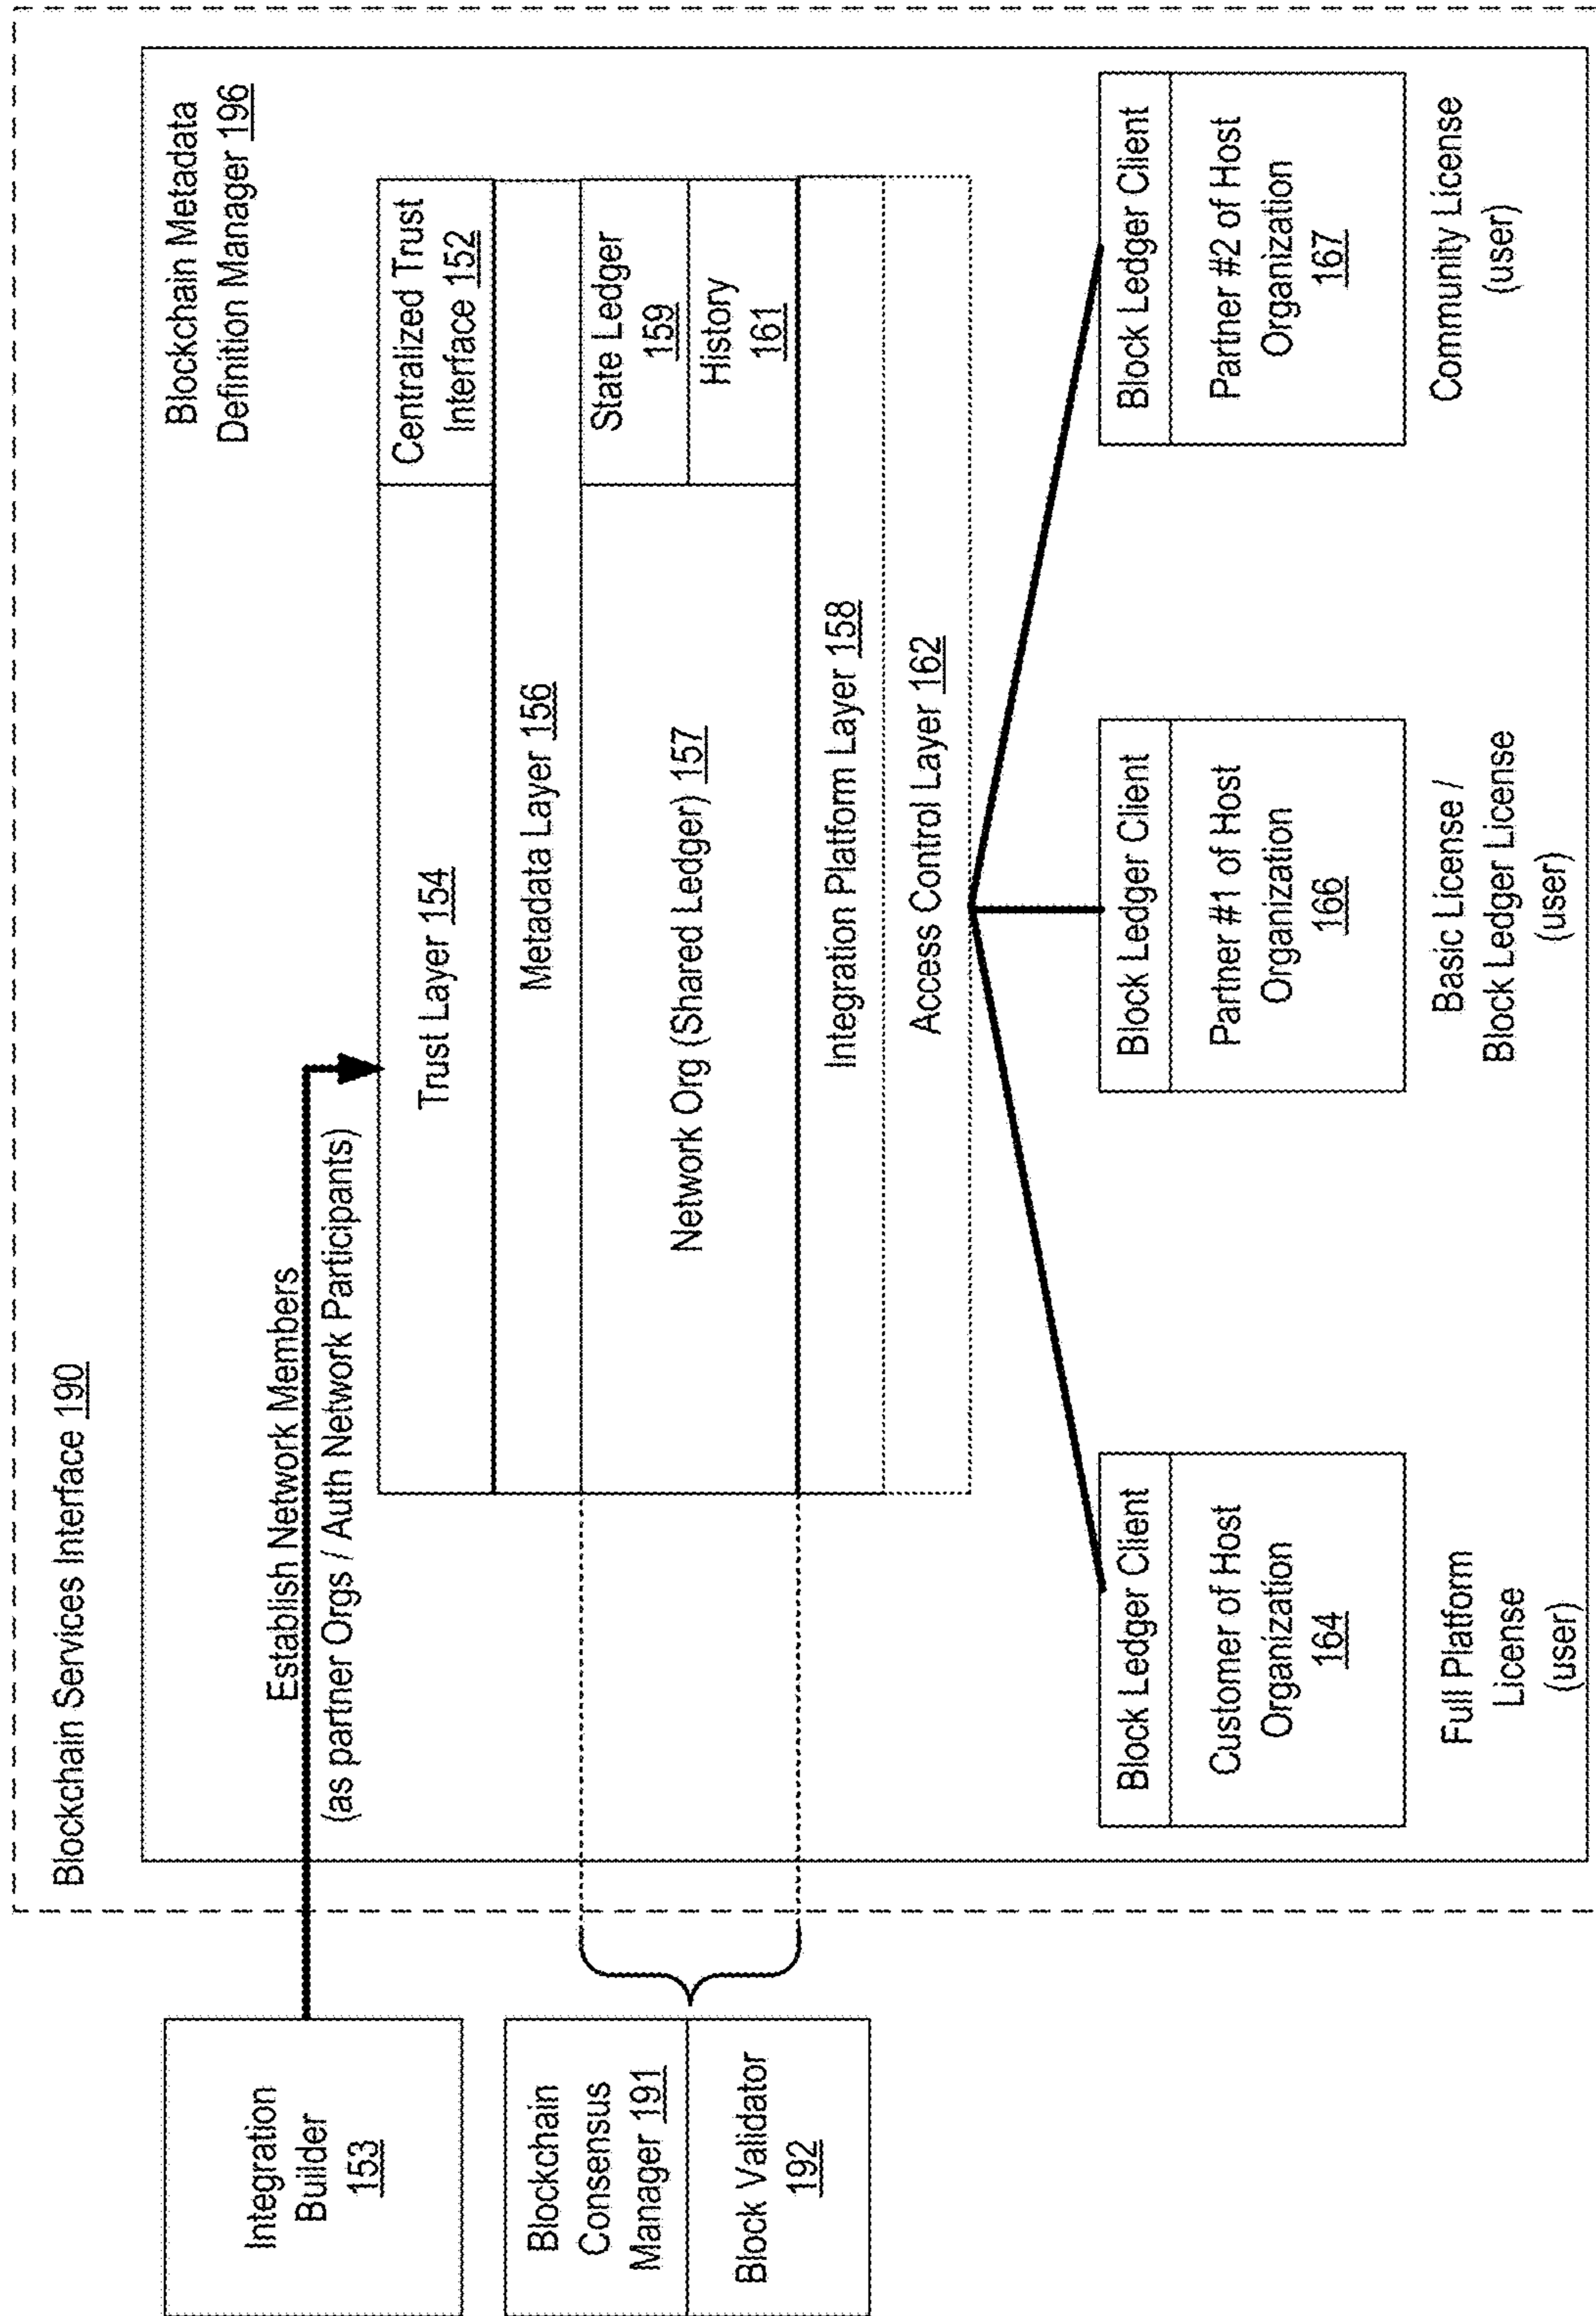 Blockchain Services Interface 190
Blockchain Metadata
Definition Manager 196
Integration
Builder
153
Establish Network Members
(as partner Orgs / Auth Network Participants)
Trust Layer 154
Centralized Trust
Interface 152
Metadata Layer 156
Blockchain
Consensus
Manager 191
Block Validator
192
Network Org (Shared Ledger) 157
State Ledger
159
History
161
Integration Platform Layer 158
Access Control Layer 162
Block Ledger Client
Customer of Host
Organization
164
Full Platform
License
(user)
Block Ledger Client
Partner #1 of Host
Organization
166
Basic License /
Block Ledger License
(user)
Block Ledger Client
Partner #2 of Host
Organization
167
Community License
(user)